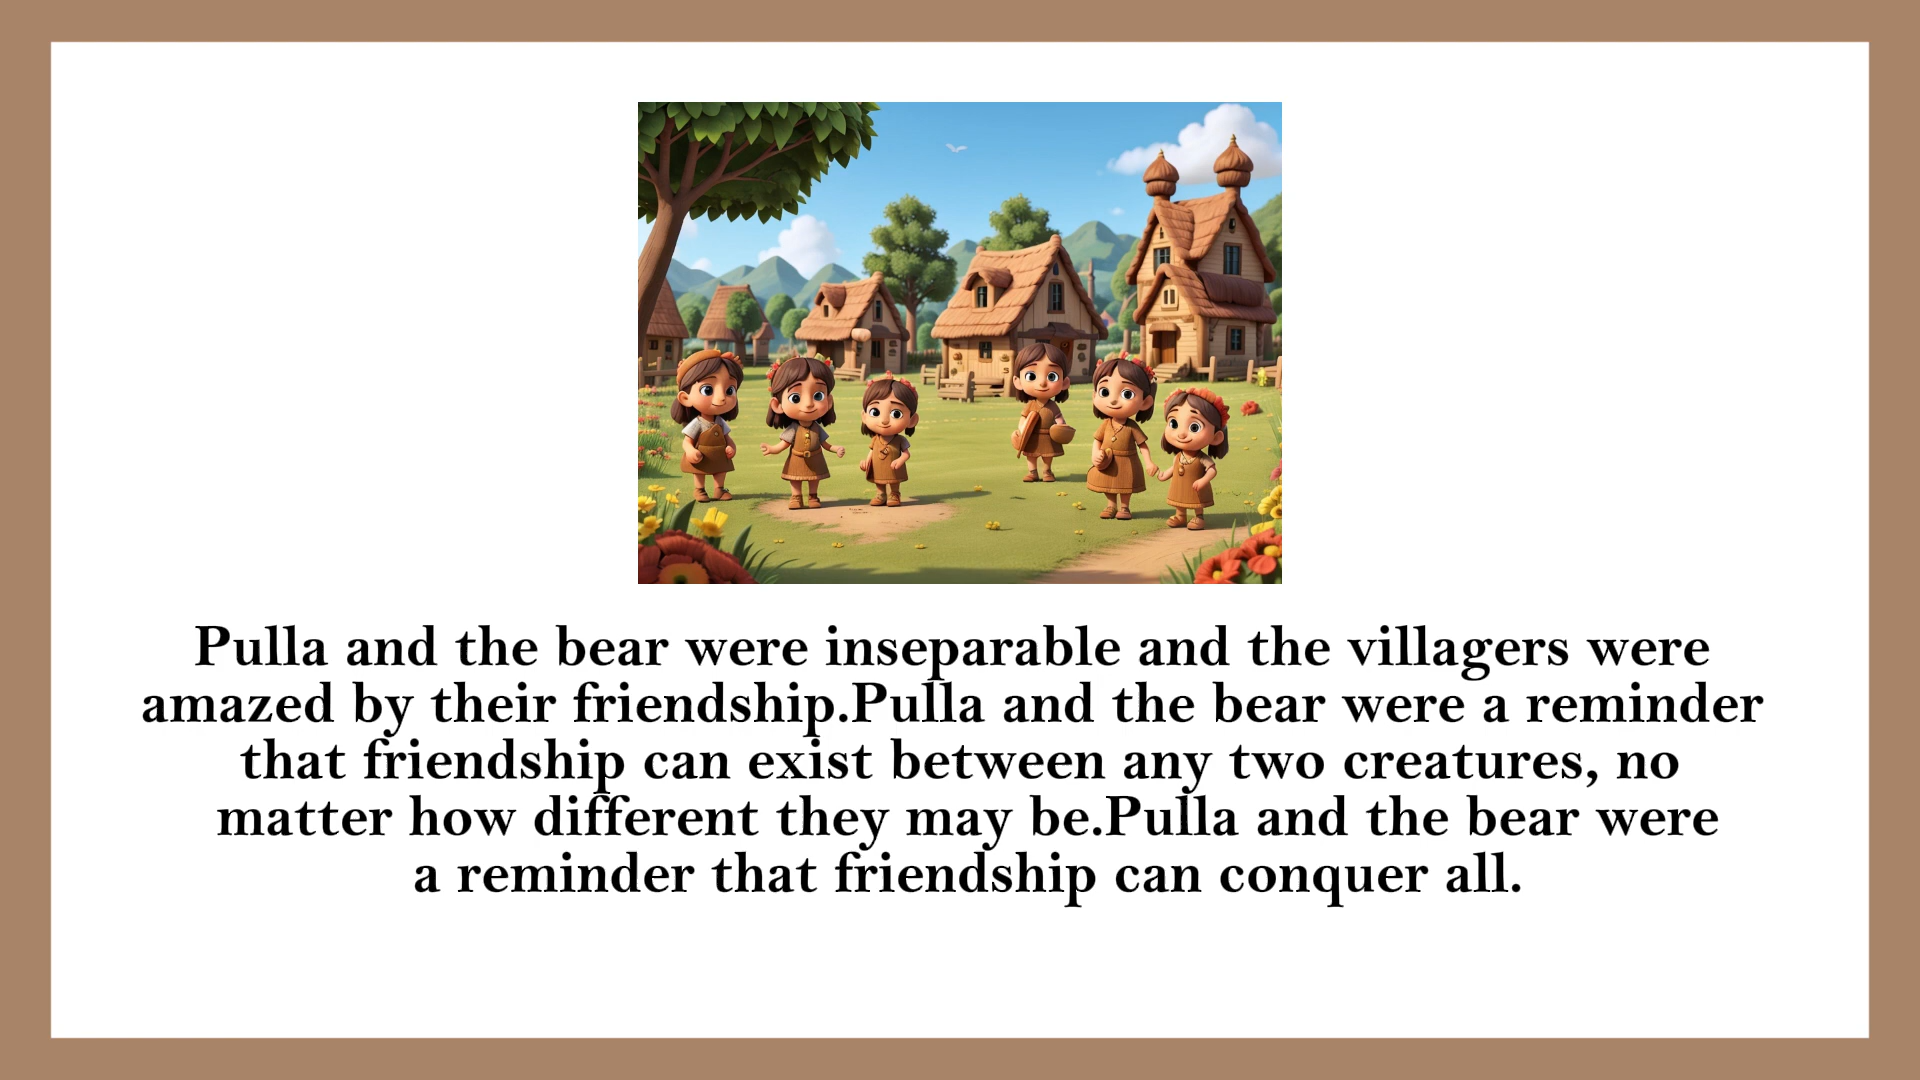 Pulla and the bear were inseparable and the villagers were
amazed by their friendship.Pulla and the bear were a reminder
that friendship can exist between any two creatures, no
matter how different they may be.Pulla and the bear were
a reminder that friendship can conquer all.